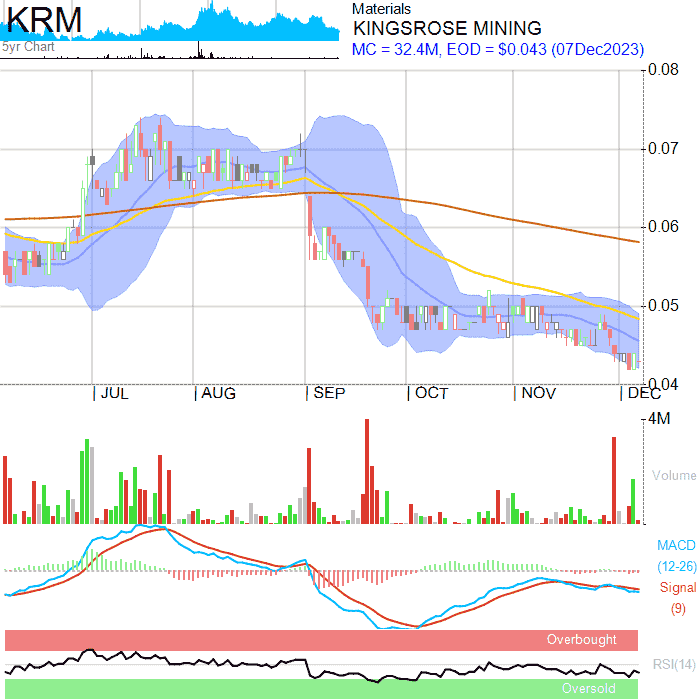 KRM
5yr Chart
Materials
KINGSROSE MINING
MC = 32.4M, EOD = $0.043 (07Dec2023)
0.08
0.07
0.06
0.05
0.04
JUL AUG SEP OCT NOV DEC
4M
Volume
MACD
(12-26)
Signal
(9)
Overbought
RSI(14)
Oversold